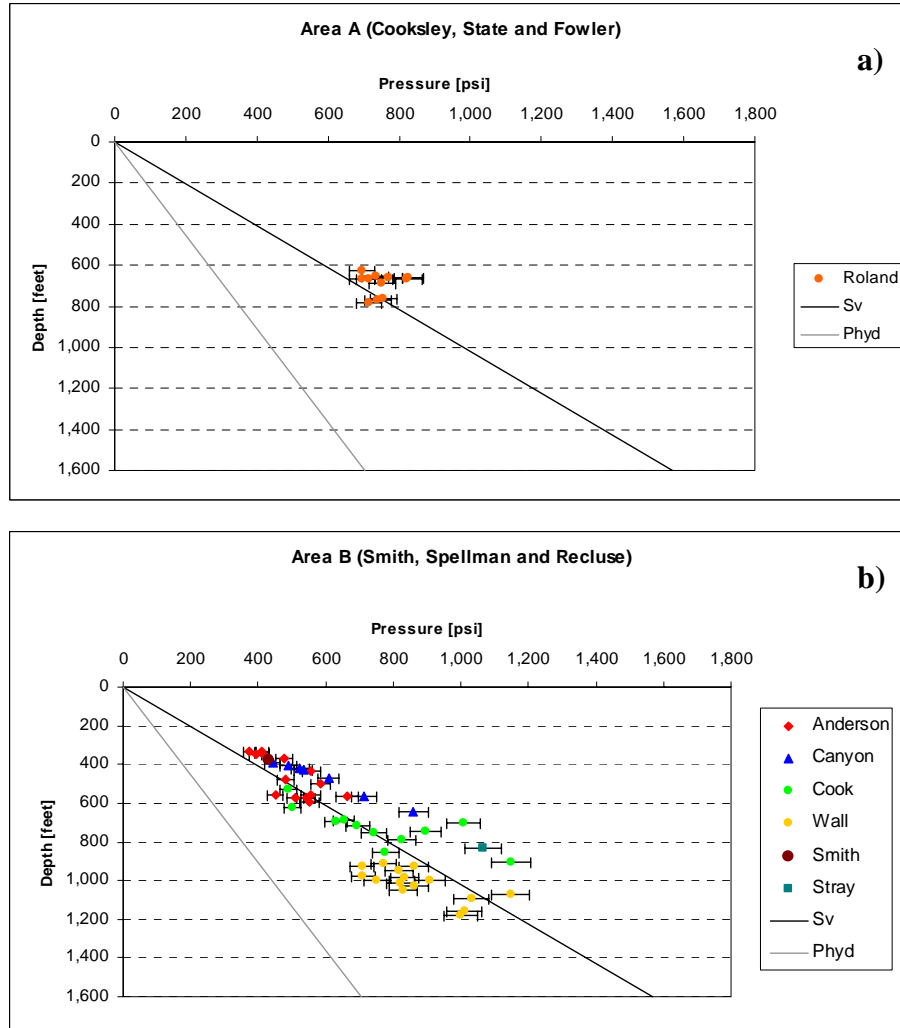 Area A (Cooksley, State and Fowler)
a)
Pressure [psi]
0 200 400 600 800 1,000 1,200 1,400 1,600 1,800
0
200
400
600
800
1,000
1,200
1,400
1,600
Depth [feet]
Roland
Sv
Phyd
Area B (Smith, Spellman and Recluse)
b)
Pressure [psi]
0 200 400 600 800 1,000 1,200 1,400 1,600 1,800
0
200
400
600
800
1,000
1,200
1,400
1,600
Depth [feet]
Anderson
Canyon
Cook
Wall
Smith
Stray
Sv
Phyd